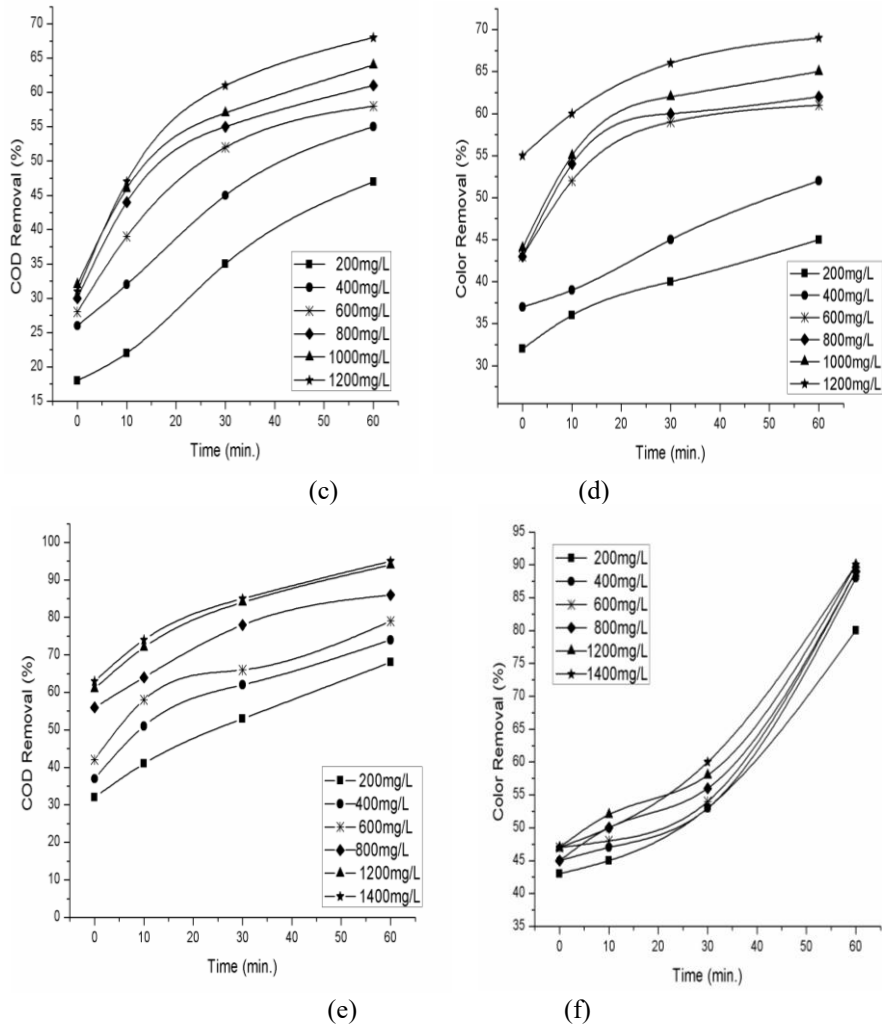 70
65
60
55
50
45
40
35
30
25
20
15
COD Removal (%)
200mg/L
400mg/L
600mg/L
800mg/L
1000mg/L
1200mg/L
0 10 20 30 40 50 60
Time (min.)
(c)
70
65
60
55
50
45
40
35
30
Color Removal (%)
200mg/L
400mg/L
600mg/L
800mg/L
1000mg/L
1200mg/L
0 10 20 30 40 50 60
Time (min.)
(d)
100
90
80
70
60
50
40
30
20
10
0
COD Removal (%)
200mg/L
400mg/L
600mg/L
800mg/L
1200mg/L
1400mg/L
0 10 20 30 40 50 60
Time (min.)
(e)
95
90
85
80
75
70
65
60
55
50
45
40
35
Color Removal (%)
200mg/L
400mg/L
600mg/L
800mg/L
1200mg/L
1400mg/L
0 10 20 30 40 50 60
Time (min.)
(f)